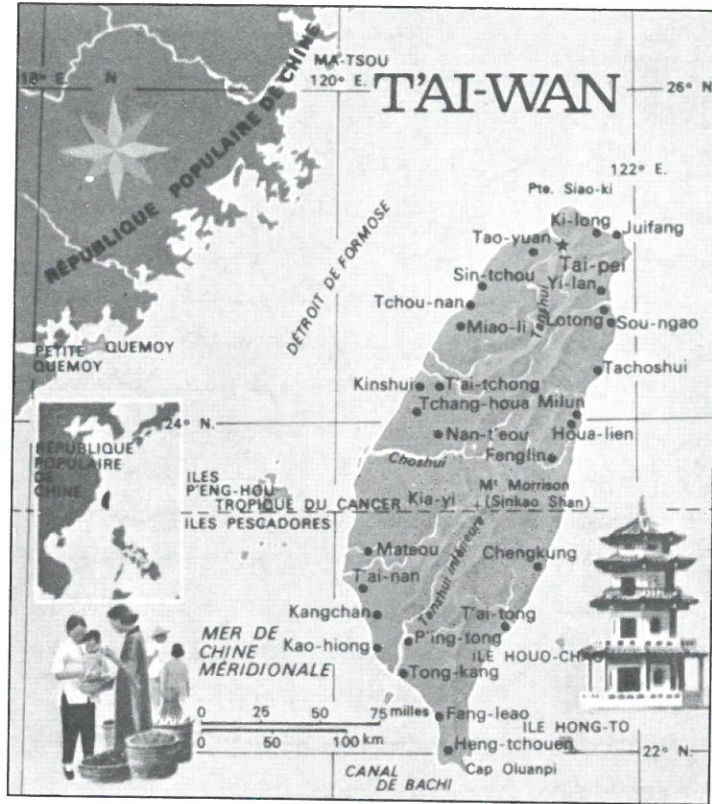 MA-TSOU
118° E.
N
120° E.
T'AI-WAN
26° N
RÉPUBLIQUE POPULAIRE DE CHINE
122° E.
Pte. Siao-ki
Ki-long
Juifang
Tao-yuan
Tai-pei
DÉTROIT DE FORMOSE
Sin-tchou
Yi-lan
Tchou-nan
Tanshui
Lotong
Sou-ngao
Miao-li
PETITE QUEMOY
QUEMOY
Tachoshui
Kinshui
T'ai-tchong
Tchang-houa
Milun
24° N.
Nan-t'eou
Houa-lien
Fenglin
RÉPUBLIQUE
POPULAIRE
DE
CHINE
Choshui
ILES
P'ENG-HOU
Kia-yi
Mt Morrison
(Sinkao Shan)
TROPIQUE DU CANCER
ILES PESCADORES
Mateou
Tanshui inférieure
Chengkung
T'ai-nan
Kangchan
T'ai-tong
MER DE
CHINE
MÉRIDIONALE
Kao-hiong
P'ing-tong
ILE HOUO-CHAO
Tong-kang
0 25 50 75 milles
Fang-leao
ILE HONG-TO
0 50 100 km
Heng-tchouen
22° N.
CANAL
DE BACHI
Cap Oluanpi